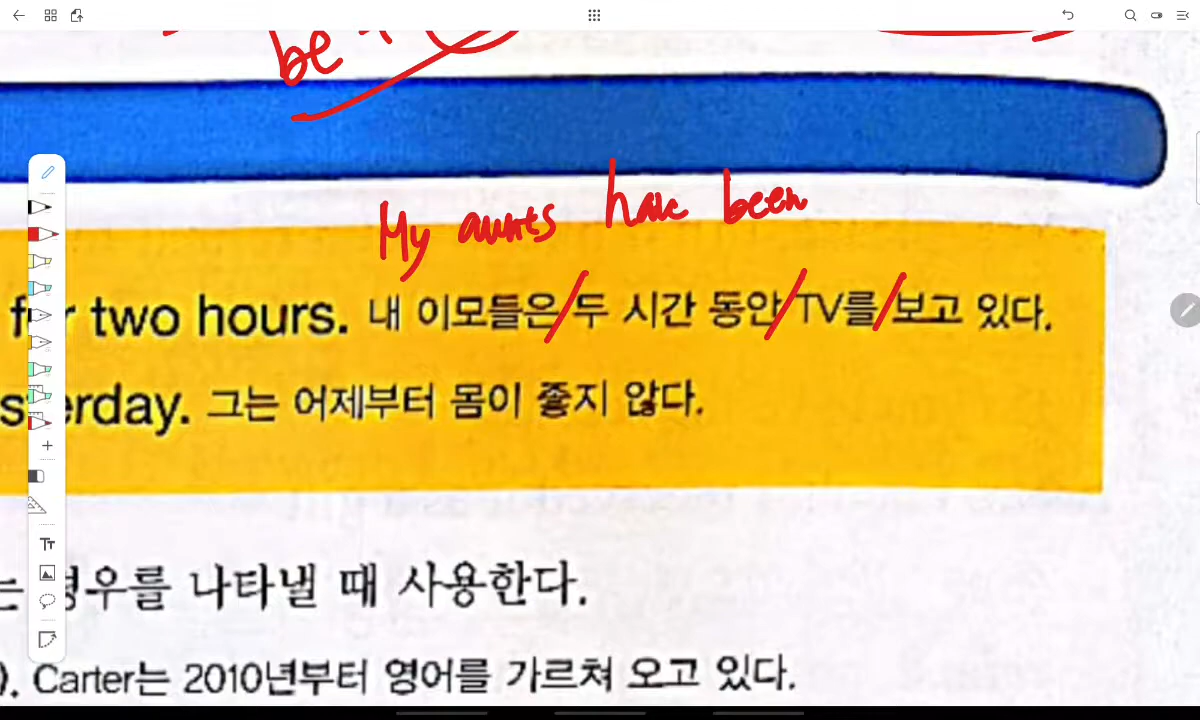 be
My aunts have been
for two hours. 내 이모들은 두 시간 동안 TV를 보고 있다.
sterday. 그는 어제부터 몸이 좋지 않다.
는 경우를 나타낼 때 사용한다.
). Carter는 2010년부터 영어를 가르쳐 오고 있다.
Tт